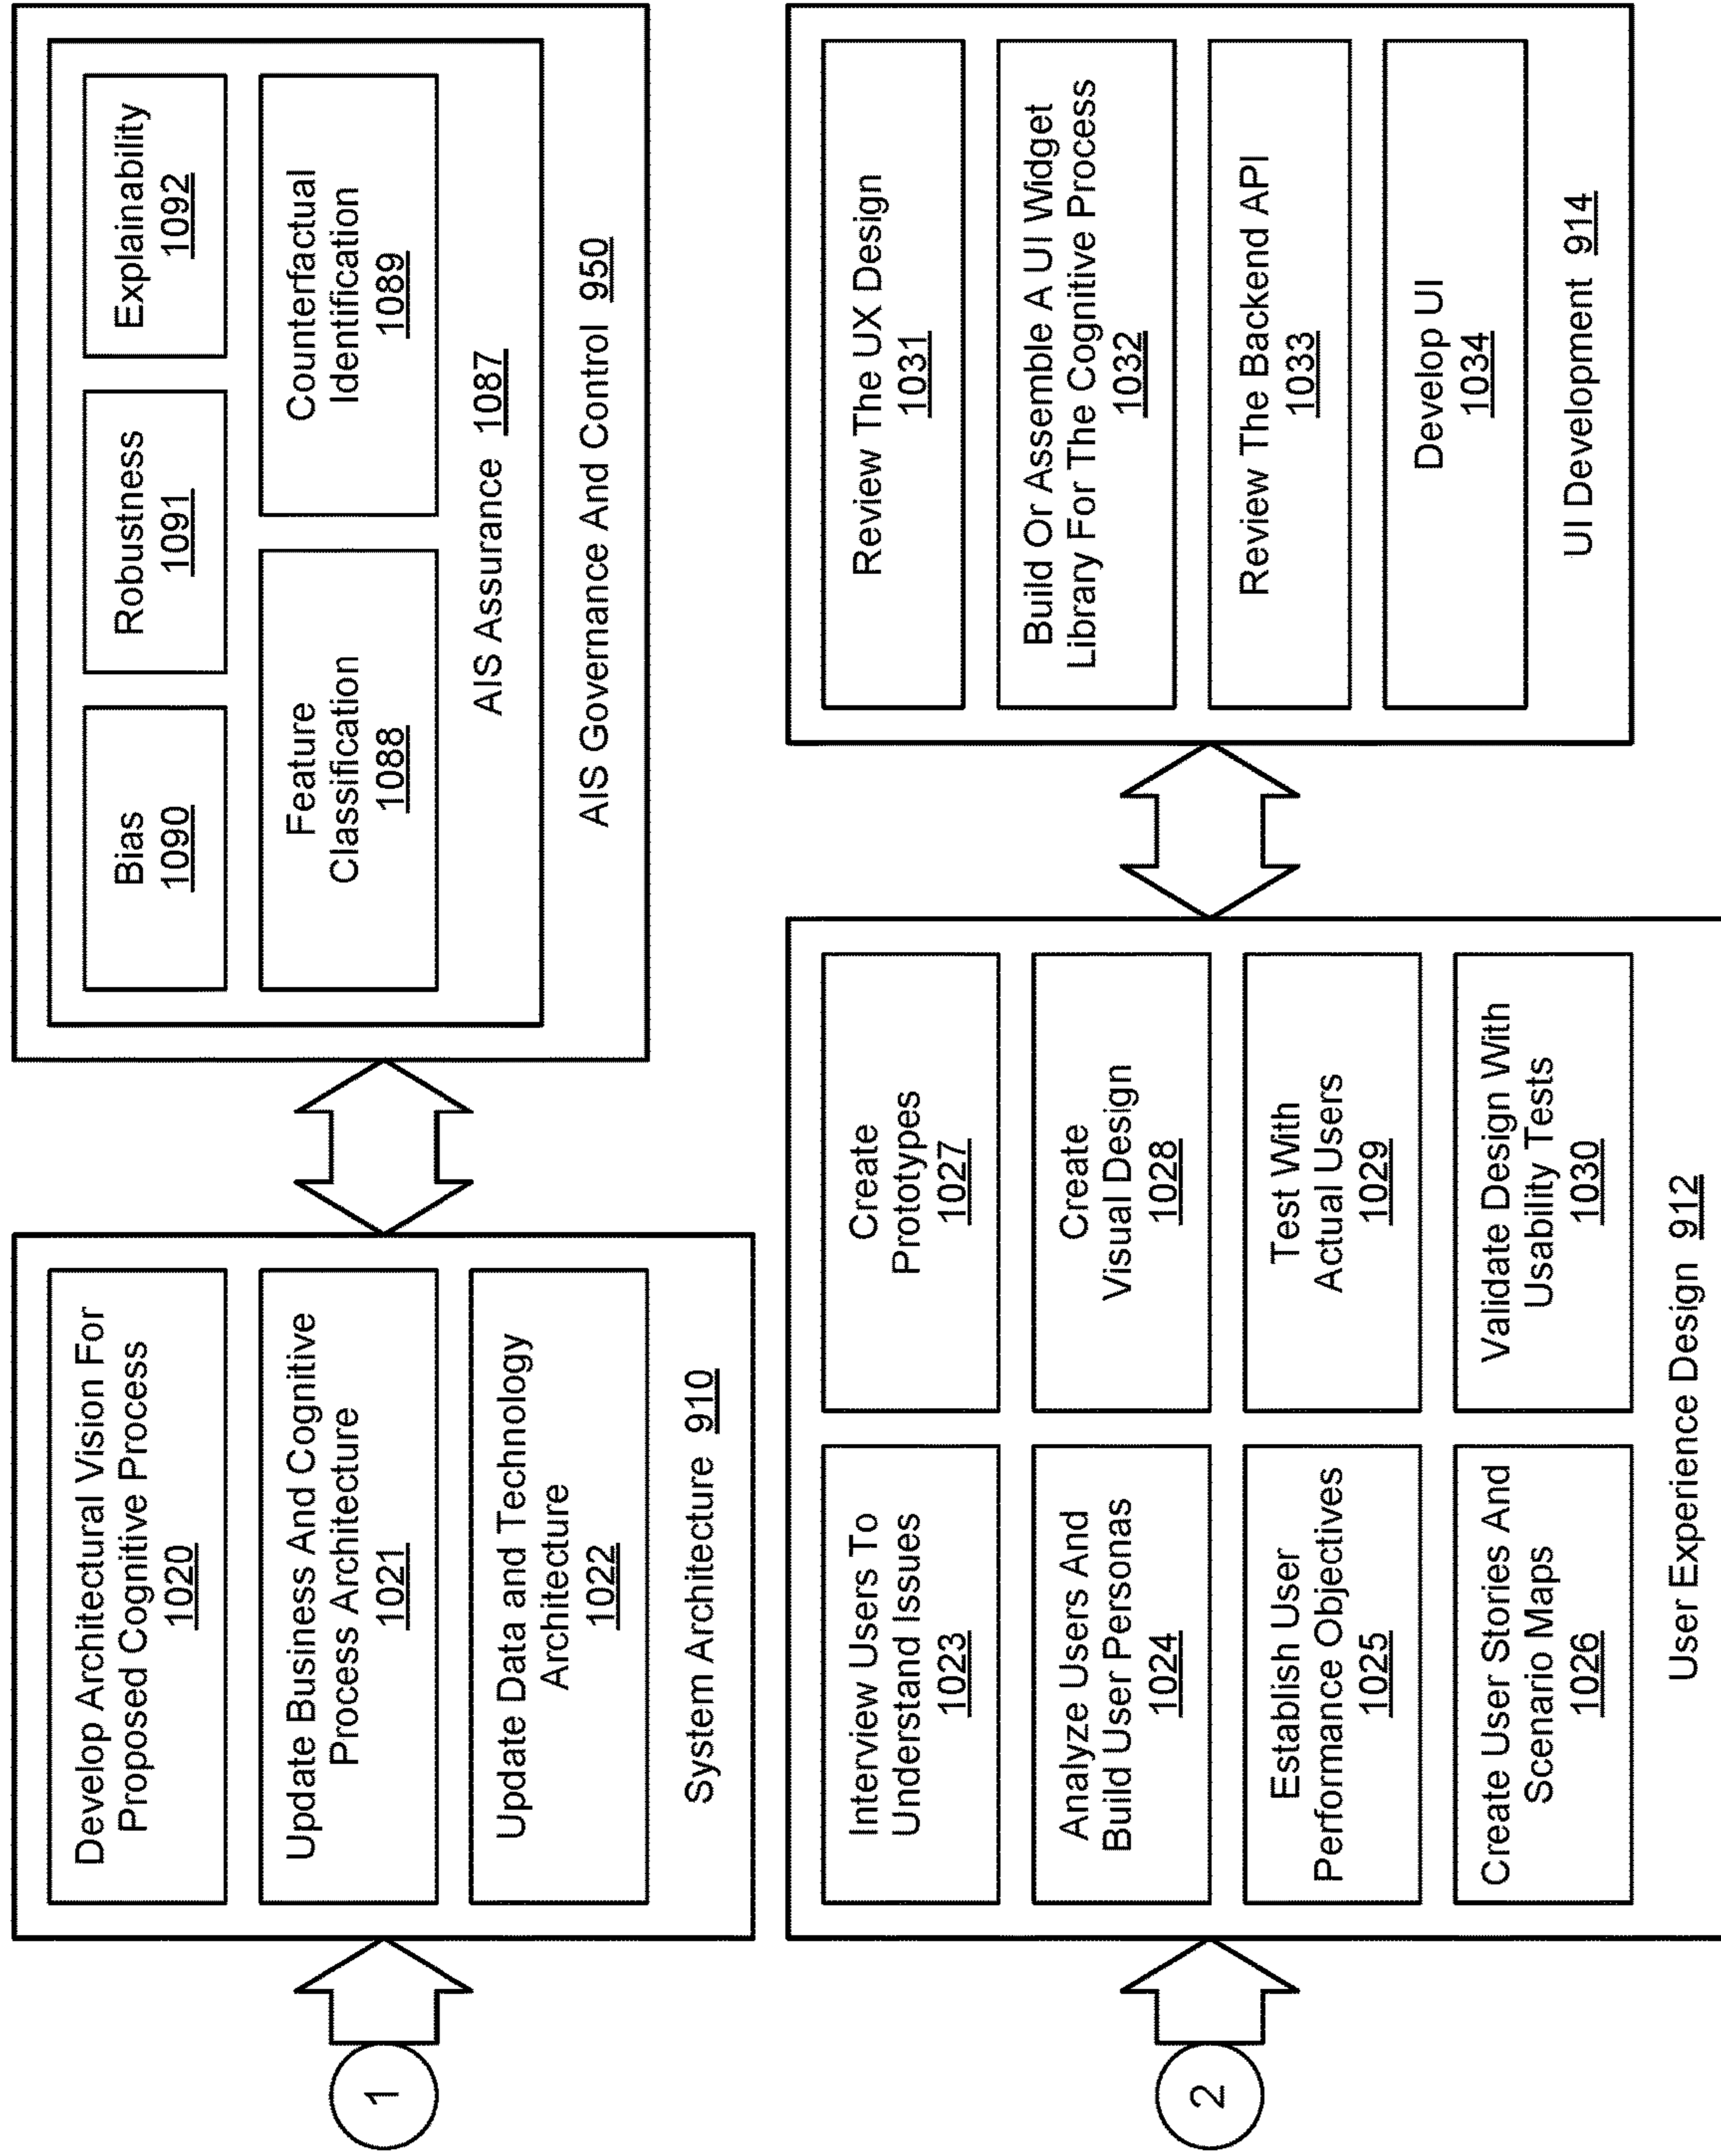 1
Develop Architectural Vision For
Proposed Cognitive Process
1020
Update Business And Cognitive
Process Architecture
1021
Update Data and Technology
Architecture
1022
System Architecture 910
Bias
1090
Robustness
1091
Explainability
1092
Feature
Classification
1088
Counterfactual
Identification
1089
AIS Assurance 1087
AIS Governance And Control 950
2
Interview Users To
Understand Issues
1023
Analyze Users And
Build User Personas
1024
Establish User
Performance Objectives
1025
Create User Stories And
Scenario Maps
1026
Create
Prototypes
1027
Create
Visual Design
1028
Test With
Actual Users
1029
Validate Design With
Usability Tests
1030
User Experience Design 912
Review The UX Design
1031
Build Or Assemble A UI Widget
Library For The Cognitive Process
1032
Review The Backend API
1033
Develop UI
1034
UI Development 914